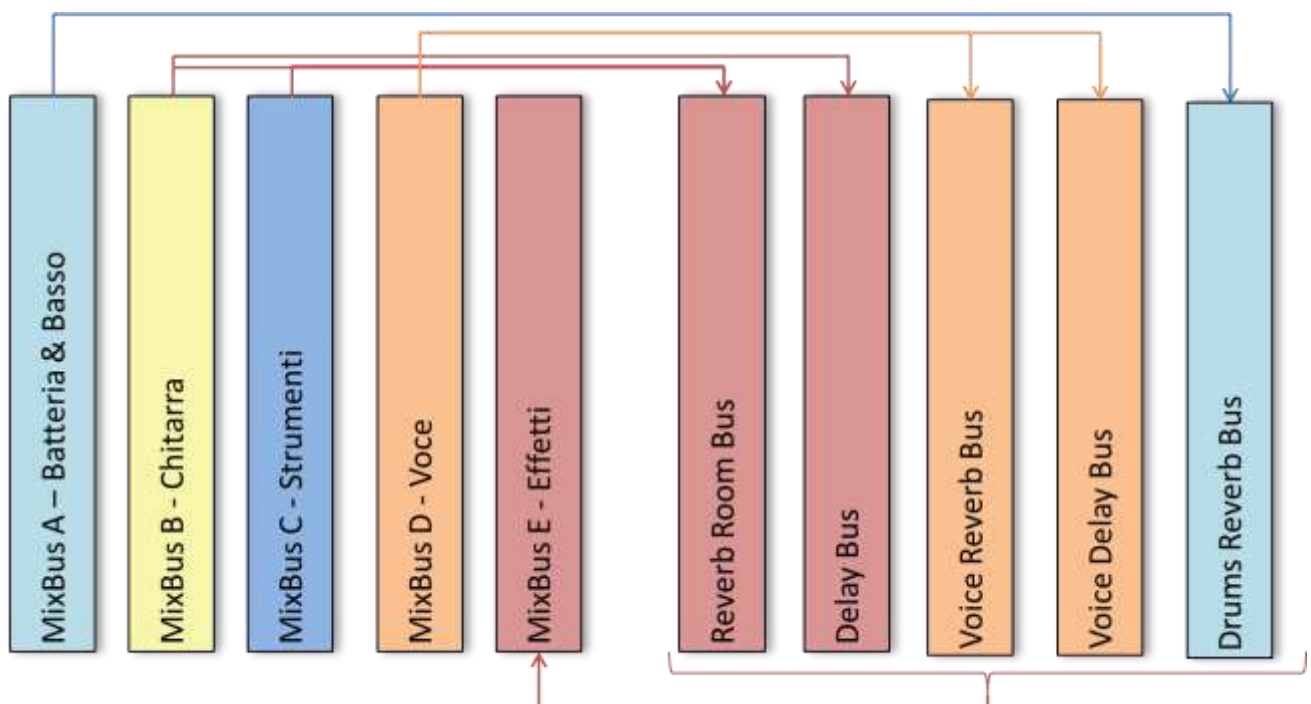 MixBus A – Batteria & Basso
MixBus B - Chitarra
MixBus C - Strumenti
MixBus D - Voce
MixBus E - Effetti
Reverb Room Bus
Delay Bus
Voice Reverb Bus
Voice Delay Bus
Drums Reverb Bus